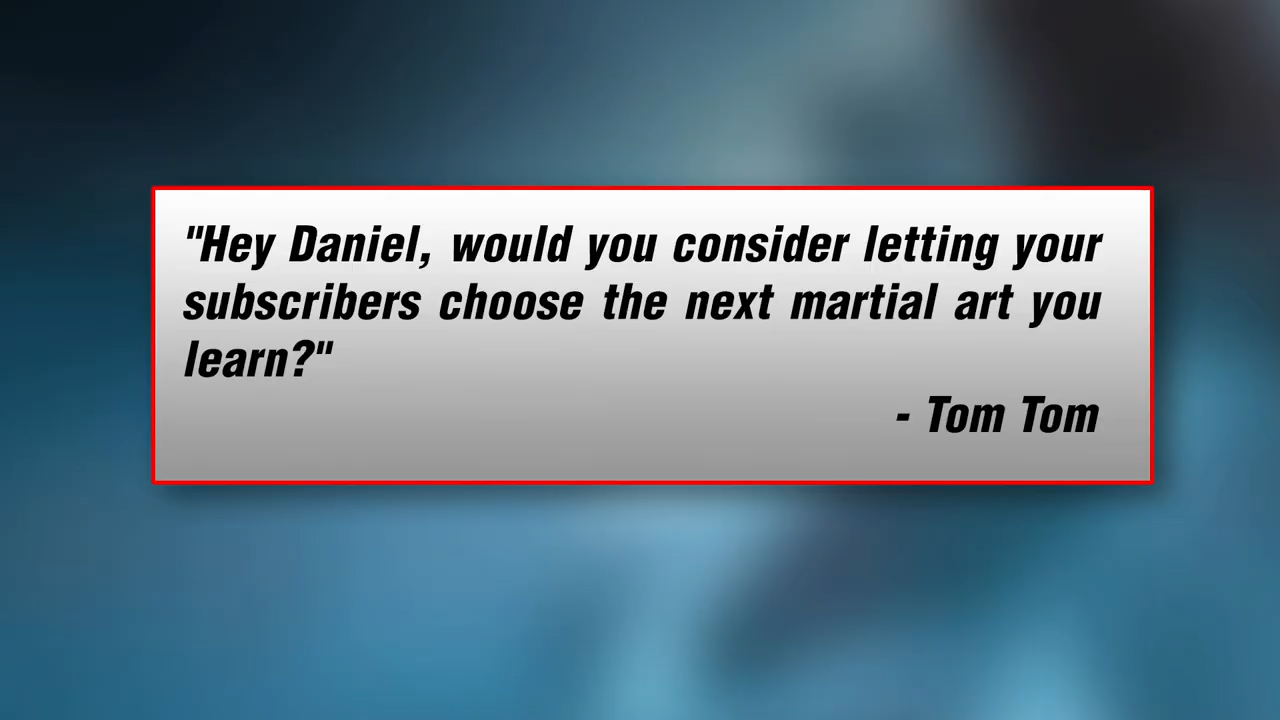 "Hey Daniel, would you consider letting your
subscribers choose the next martial art you
learn?"
- Tom Tom